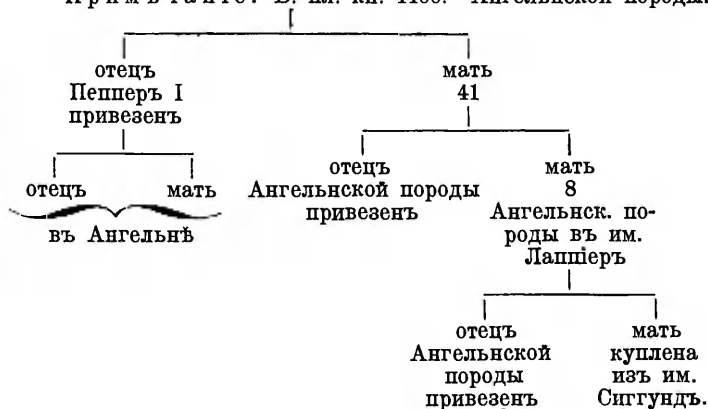 отецъ
Пепперъ I
привезенъ
мать
41
отецъ
мать
въ Ангельнѣ
отецъ
Ангельнской породы
привезенъ
мать
8
Ангельнск. по-
роды въ им.
Лаппіеръ
отецъ
Ангельнской
породы
привезенъ
мать
куплена
изъ им.
Сиггундъ.